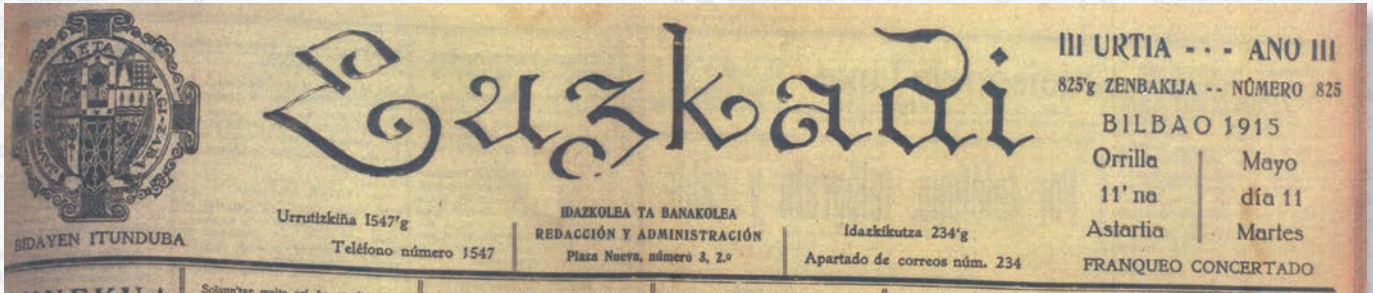 Euzkadi
III URTIA - - - AÑO III
825'g ZENBAKIJA - - NÚMERO 825
BILBAO 1915
Orrilla Mayo
11'na día 11
Astartia Martes
FRANQUEO CONCERTADO
ETA
BIDAYEN ITUNDUBA
Urrutizkiña 1547'g
Teléfono número 1547
IDAZKOLEA TA BANAKOLEA
REDACCIÓN Y ADMINISTRACIÓN
Plaza Nueva, número 3, 2.º
Idazkikutza 234'g
Apartado de correos núm. 234